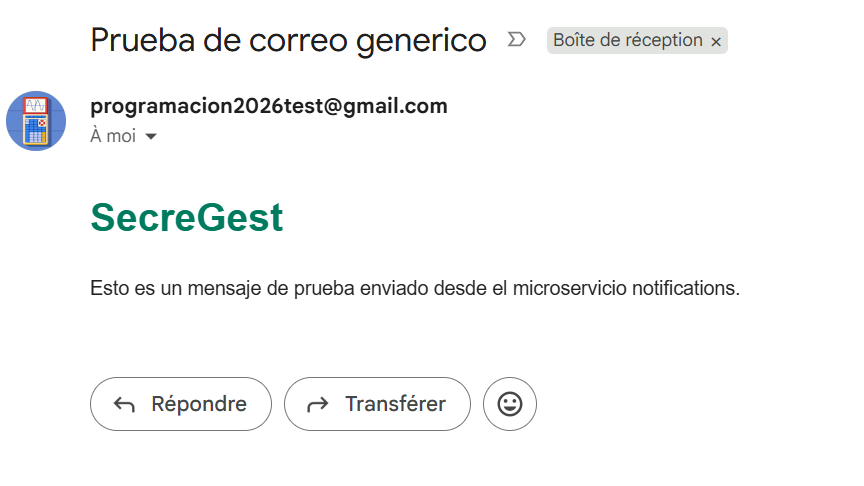 Prueba de correo generico Boîte de réception ×
programacion2026test@gmail.com
À moi
SecreGest
Esto es un mensaje de prueba enviado desde el microservicio notifications.
Répondre Transférer